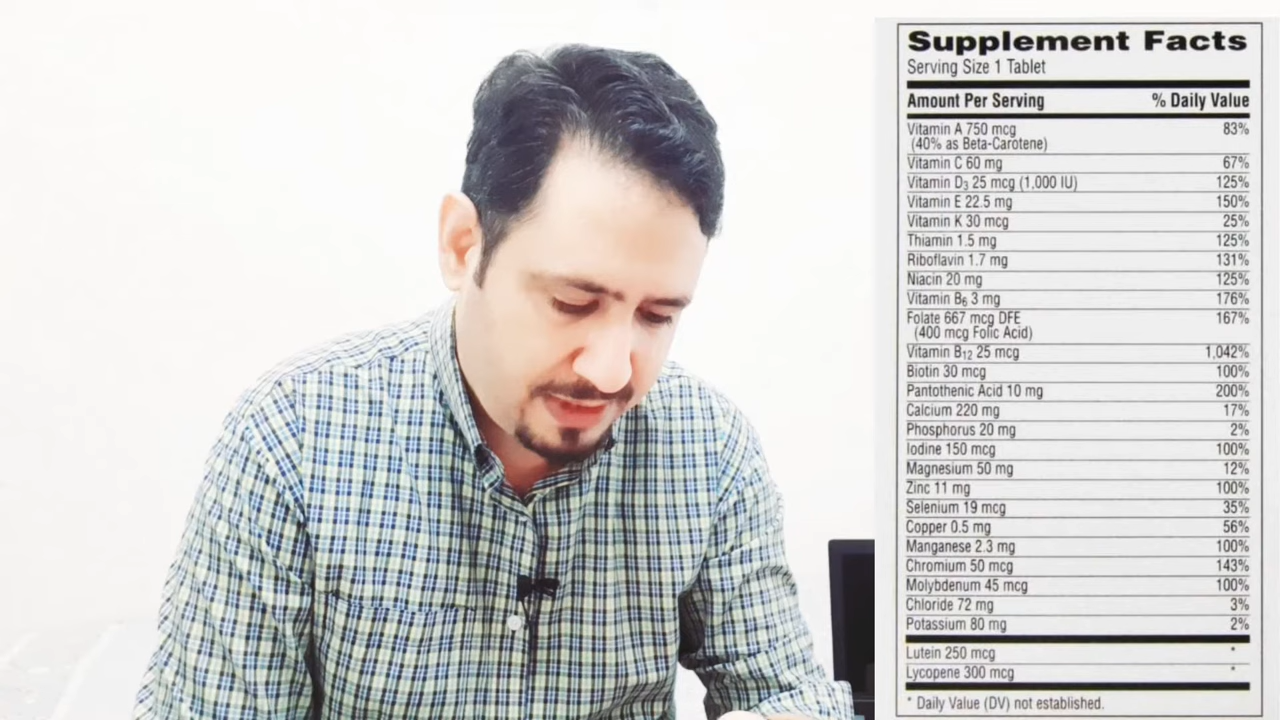 Supplement Facts
Serving Size 1 Tablet
Amount Per Serving % Daily Value
Vitamin A 750 mcg 83%
(40% as Beta-Carotene)
Vitamin C 60 mg 67%
Vitamin D₃ 25 mcg (1,000 IU) 125%
Vitamin E 22.5 mg 150%
Vitamin K 30 mcg 25%
Thiamin 1.5 mg 125%
Riboflavin 1.7 mg 131%
Niacin 20 mg 125%
Vitamin B₆ 3 mg 176%
Folate 667 mcg DFE 167%
(400 mcg Folic Acid)
Vitamin B₁₂ 25 mcg 1,042%
Biotin 30 mcg 100%
Pantothenic Acid 10 mg 200%
Calcium 220 mg 17%
Phosphorus 20 mg 2%
Iodine 150 mcg 100%
Magnesium 50 mg 12%
Zinc 11 mg 100%
Selenium 19 mcg 35%
Copper 0.5 mg 56%
Manganese 2.3 mg 100%
Chromium 50 mcg 143%
Molybdenum 45 mcg 100%
Chloride 72 mg 3%
Potassium 80 mg 2%
Lutein 250 mcg *
Lycopene 300 mcg *
* Daily Value (DV) not established.